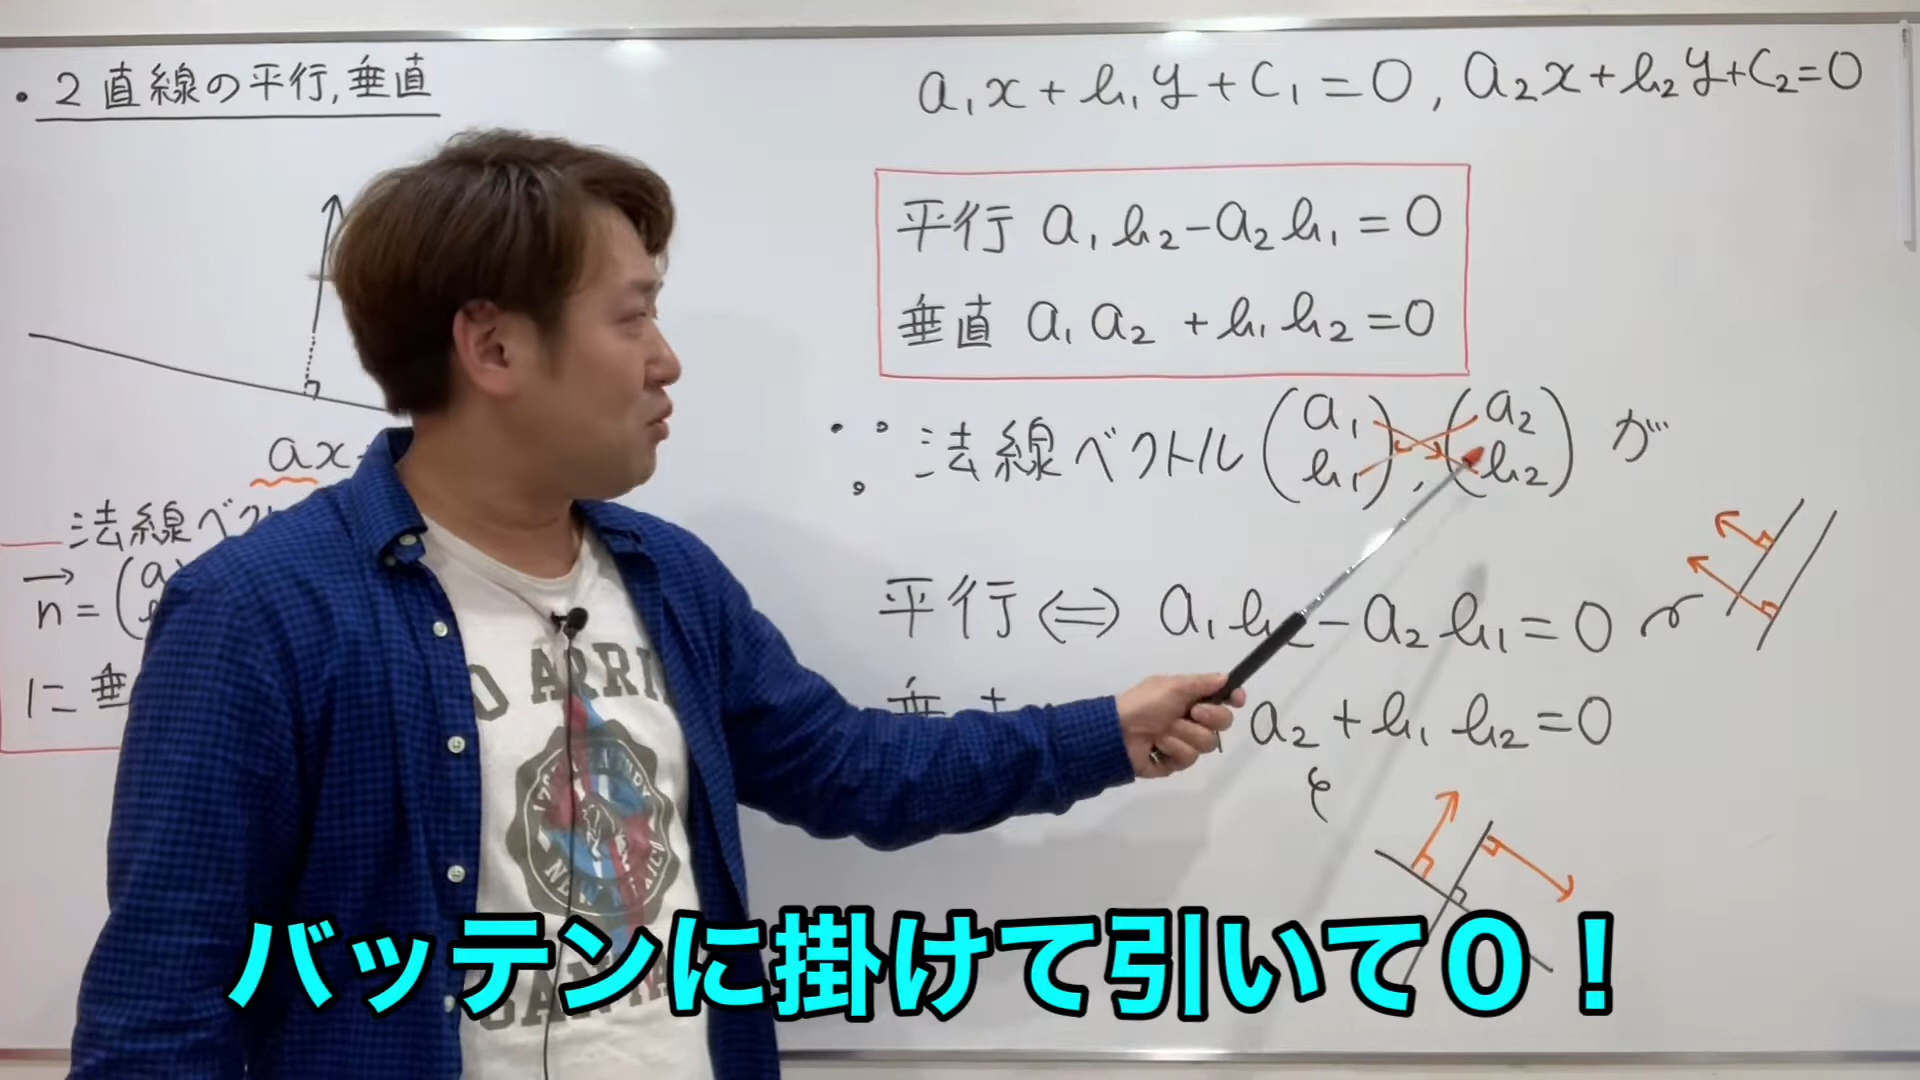 ・2直線の平行,垂直
a₁x+b₁y+c₁=0, a₂x+b₂y+c₂=0
平行 a₁b₂-a₂b₁=0
垂直 a₁a₂+b₁b₂=0
ax
∵ 法線ベクトル(a₁ b₁),(a₂ b₂)が
法線ベク
n=(a
平行⇔a₁b₂-a₂b₁=0
に垂
a₂+b₁b₂=0
バッテンに掛けて引いて0！